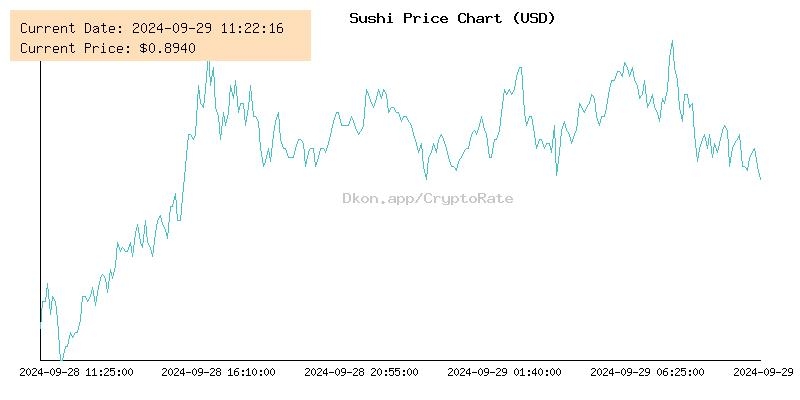 Sushi Price Chart (USD)
Current Date: 2024-09-29 11:22:16
Current Price: $0.8940
Dkon.app/CryptoRate
2024-09-28 11:25:00 2024-09-28 16:10:00 2024-09-28 20:55:00 2024-09-29 01:40:00 2024-09-29 06:25:00 2024-09-29